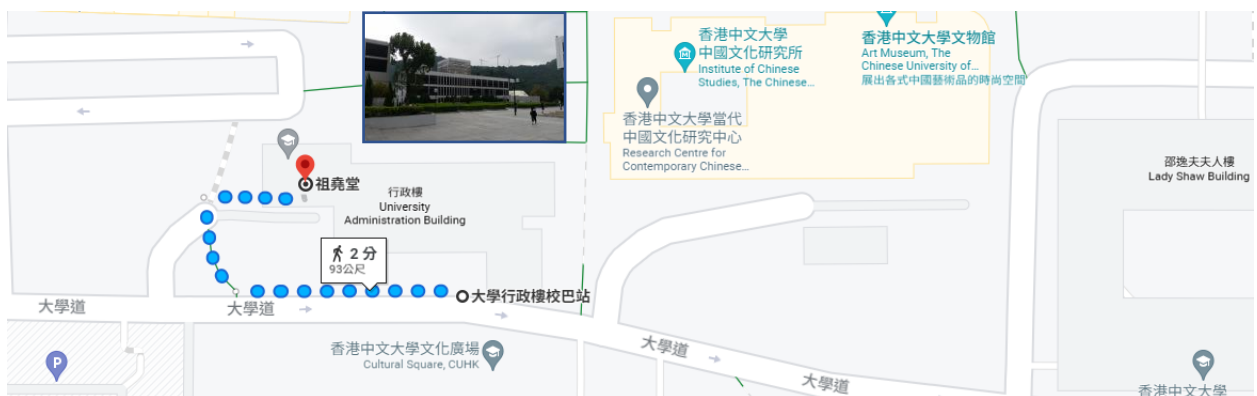 香港中文大學
中國文化研究所
Institute of Chinese
Studies, The Chinese...
香港中文大學文物館
Art Museum, The
Chinese University of...
展出各式中國藝術品的時尚空間
香港中文大學當代
中國文化研究中心
Research Centre for
Contemporary Chinese...
邵逸夫夫人樓
Lady Shaw Building
祖堯堂
行政樓
University
Administration Building
2 分
93公尺
大學行政樓校巴站
大學道
大學道
香港中文大學文化廣場
Cultural Square, CUHK
大學道
大學道
P
香港中文大學